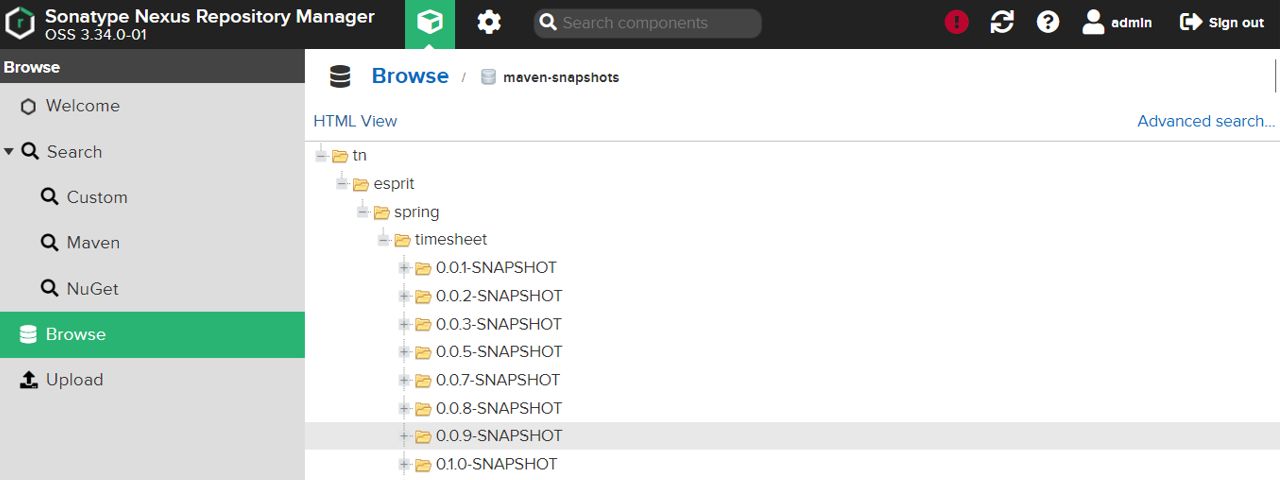 Sonatype Nexus Repository Manager
OSS 3.34.0-01
Search components
admin
Sign out
Browse
Welcome
Search
Custom
Maven
NuGet
Browse
Upload
Browse / maven-snapshots
HTML View
Advanced search...
tn
esprit
spring
timesheet
0.0.1-SNAPSHOT
0.0.2-SNAPSHOT
0.0.3-SNAPSHOT
0.0.5-SNAPSHOT
0.0.7-SNAPSHOT
0.0.8-SNAPSHOT
0.0.9-SNAPSHOT
0.1.0-SNAPSHOT